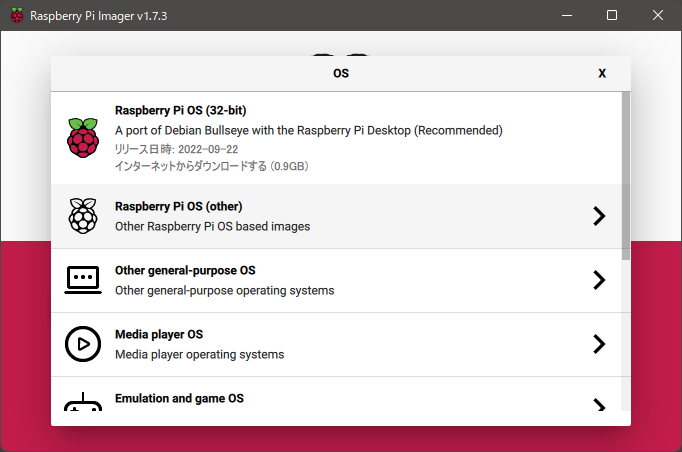 Raspberry Pi Imager v1.7.3
OS
X
Raspberry Pi OS (32-bit)
A port of Debian Bullseye with the Raspberry Pi Desktop (Recommended)
リリース日時: 2022-09-22
インターネットからダウンロードする (0.9GB)
Raspberry Pi OS (other)
Other Raspberry Pi OS based images
Other general-purpose OS
Other general-purpose operating systems
Media player OS
Media player operating systems
Emulation and game OS